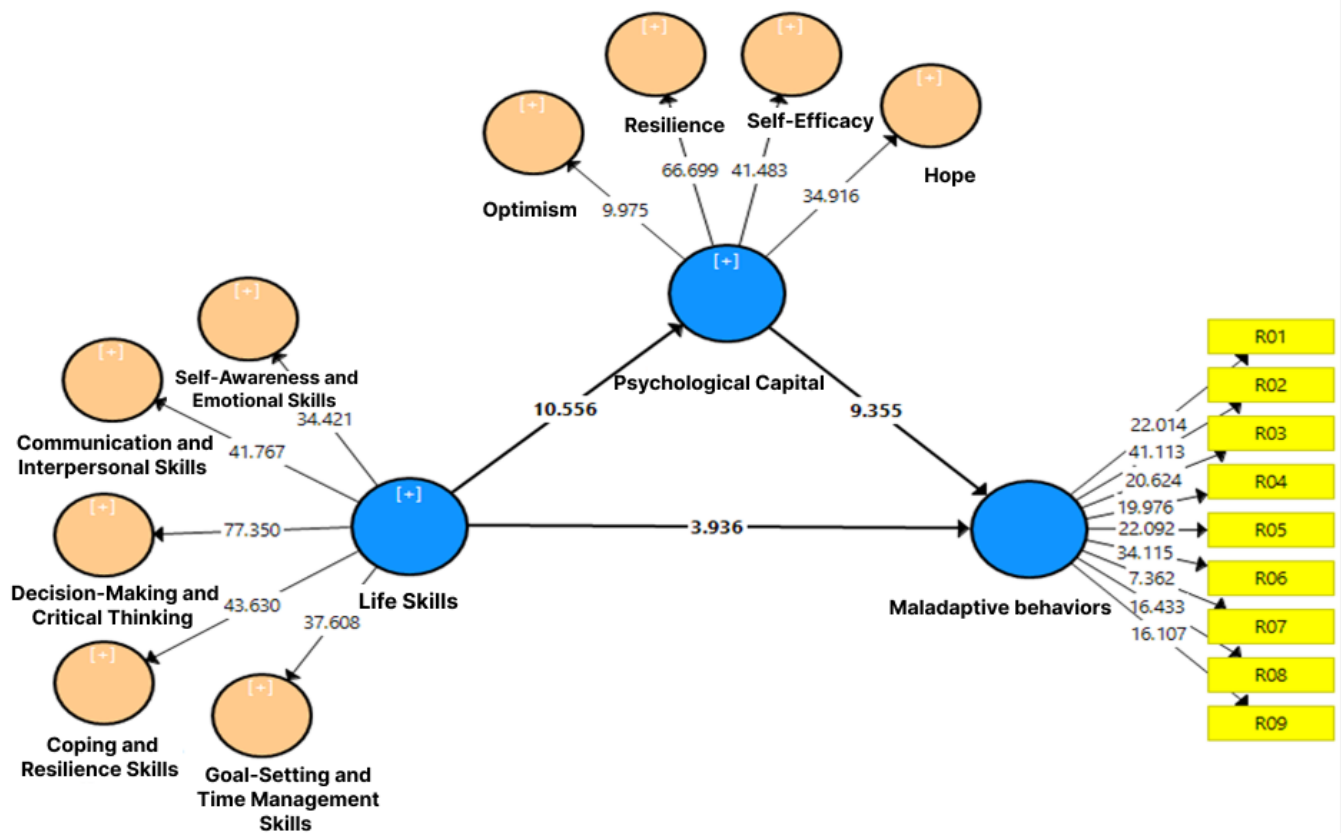 [+]
[+]
[+]
[+]
Resilience
Self-Efficacy
Hope
Optimism
66.699
41.483
34.916
9.975
[+]
Psychological Capital
[+]
Self-Awareness and
Emotional Skills
34.421
[+]
Communication and
Interpersonal Skills
41.767
10.556
9.355
[+]
77.350
Decision-Making and
Critical Thinking
[+]
Life Skills
3.936
43.630
37.608
[+]
Coping and
Resilience Skills
[+]
Goal-Setting and
Time Management
Skills
Maladaptive behaviors
R01
R02
R03
R04
R05
R06
R07
R08
R09
22.014
41.113
20.624
19.976
22.092
34.115
7.362
16.433
16.107